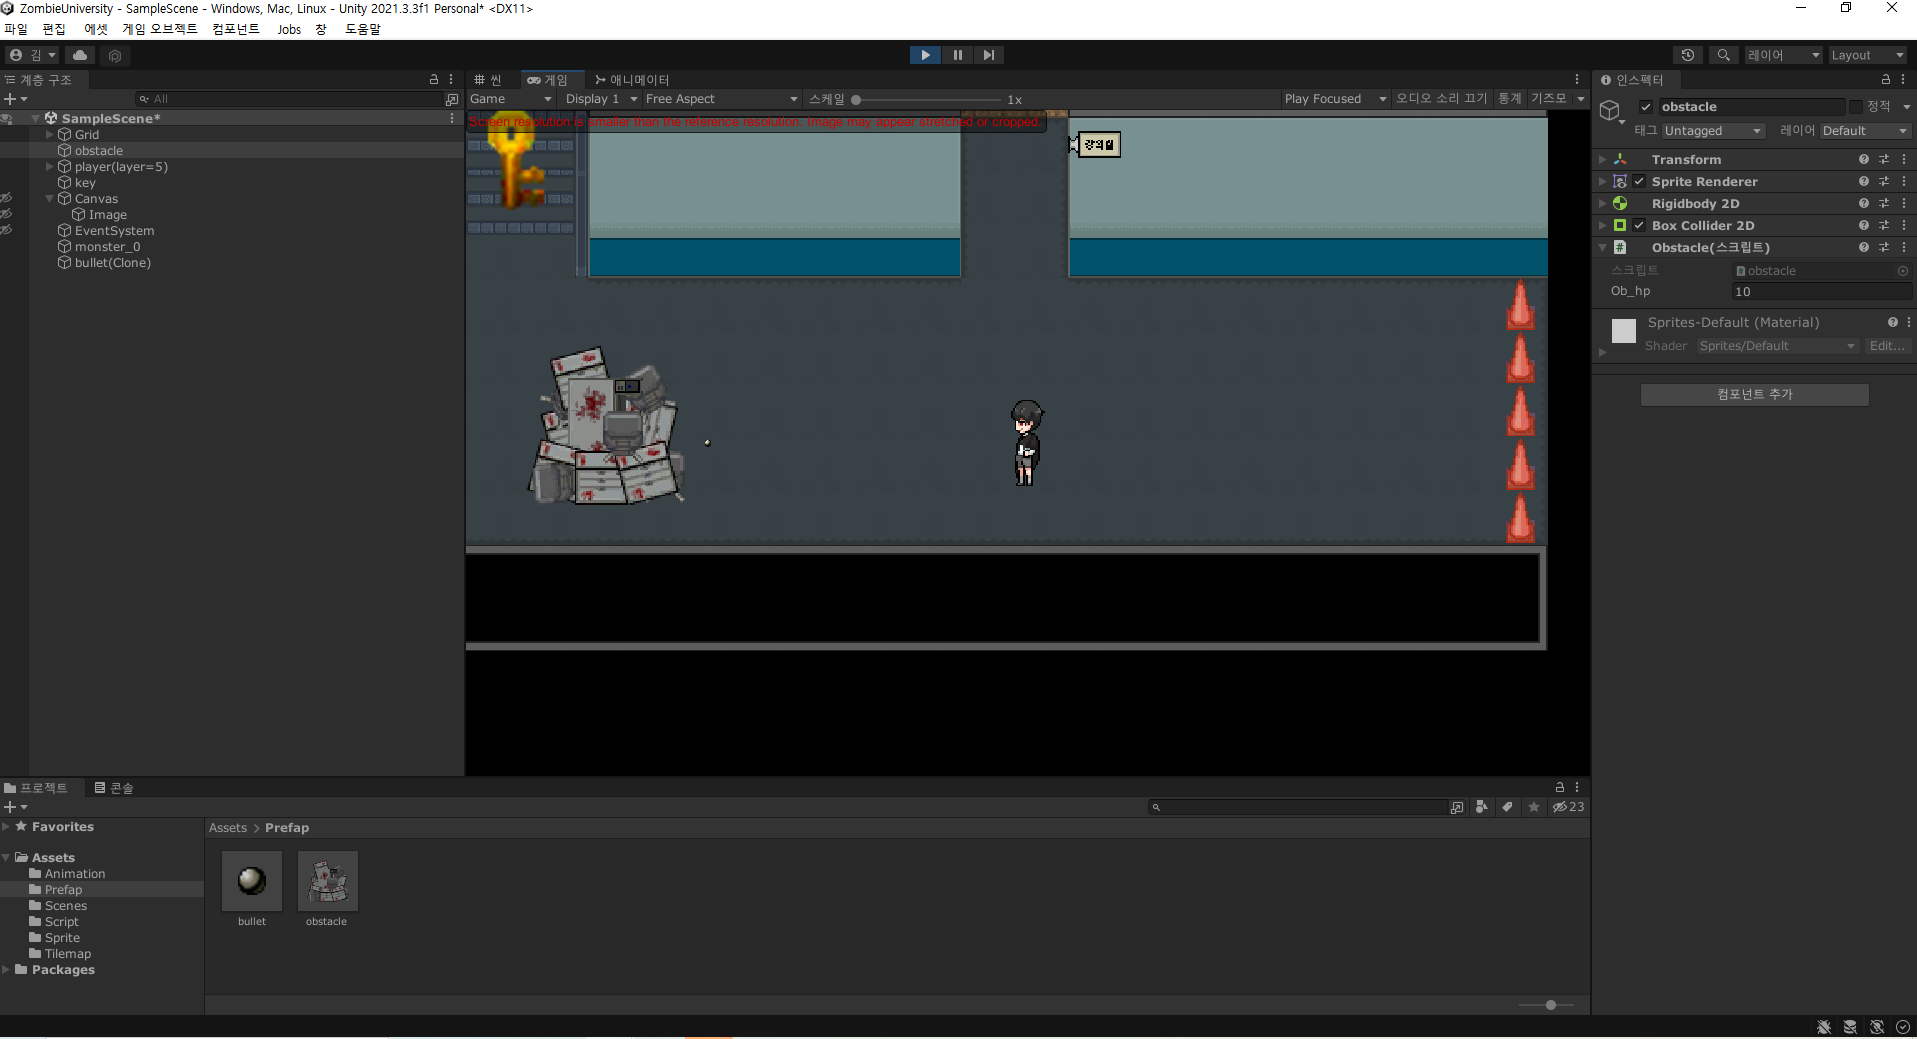 ZombieUniversity - SampleScene - Windows, Mac, Linux - Unity 2021.3.3f1 Personal* <DX11>
파일 편집 에셋 게임 오브젝트 컴포넌트 Jobs 창 도움말
김 레이어 Layout
계층 구조
All
SampleScene*
Grid
obstacle
player(layer=5)
key
Canvas
Image
EventSystem
monster_0
bullet(Clone)
씬 게임 애니메이터
Game Display 1 Free Aspect 스케일 1x Play Focused 오디오 소리 끄기 통계 기즈모
Screen resolution is smaller than the reference resolution. Image may appear stretched or cropped.
강의실
인스펙터
obstacle 정적
태그 Untagged 레이어 Default
Transform
Sprite Renderer
Rigidbody 2D
Box Collider 2D
Obstacle(스크립트)
스크립트 obstacle
Ob_hp 10
Sprites-Default (Material)
Shader Sprites/Default Edit...
컴포넌트 추가
프로젝트 콘솔
23
Favorites
Assets
Animation
Prefap
Scenes
Script
Sprite
Tilemap
Packages
Assets > Prefap
bullet obstacle